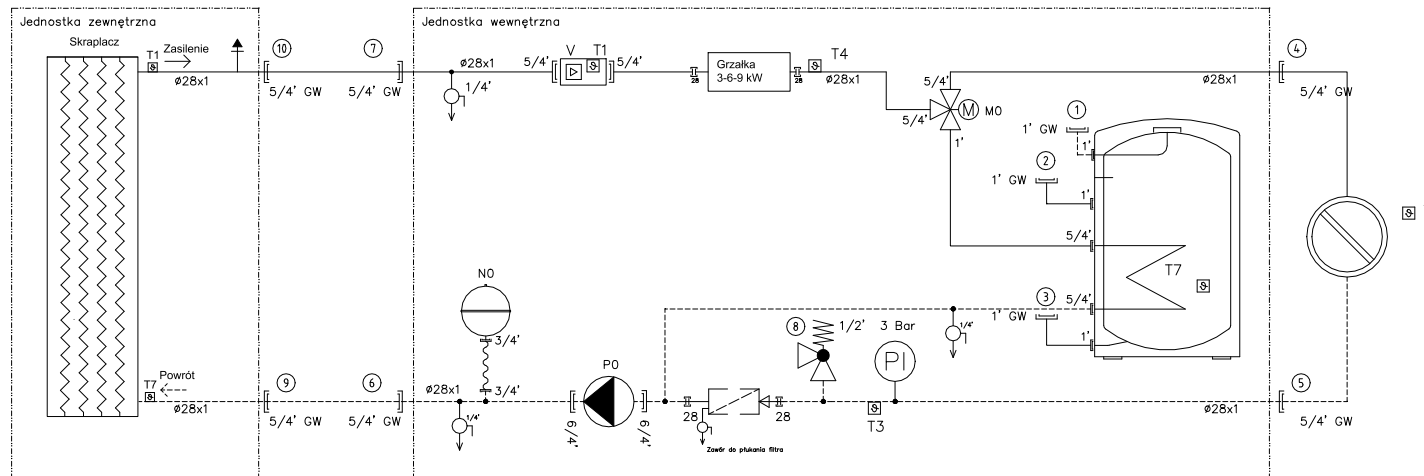 Jednostka zewnętrzna
Jednostka wewnętrzna
Skraplacz
T1
Zasilenie
ø28x1
10
5/4' GW
7
5/4' GW
ø28x1
1/4'
5/4'
V
T1
5/4'
28
Grzałka
3-6-9 kW
28
T4
ø28x1
5/4'
5/4'
M
M0
1'
ø28x1
4
5/4' GW
1
1' GW
1'
2
1' GW
1'
5/4'
T7
5/4'
3
1' GW
1'
1/4'
N0
3/4'
3/4'
8
1/2'
3 Bar
PI
P0
T7
Powrót
ø28x1
9
5/4' GW
6
5/4' GW
ø28x1
1/4'
6/4'
6/4'
28
28
Zawór do płukania filtra
T3
ø28x1
5
5/4' GW